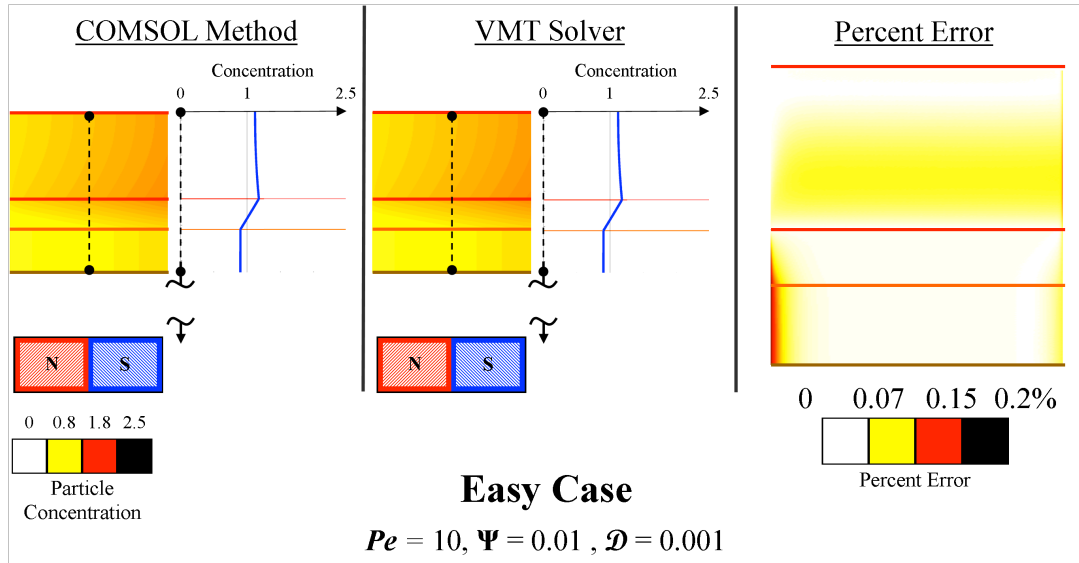 COMSOL Method
VMT Solver
Percent Error
Concentration
0 1 2.5
Concentration
0 1 2.5
N S
N S
0 0.8 1.8 2.5
Particle
Concentration
0 0.07 0.15 0.2%
Percent Error
Easy Case
Pe = 10, Ψ = 0.01 , 𝒟 = 0.001